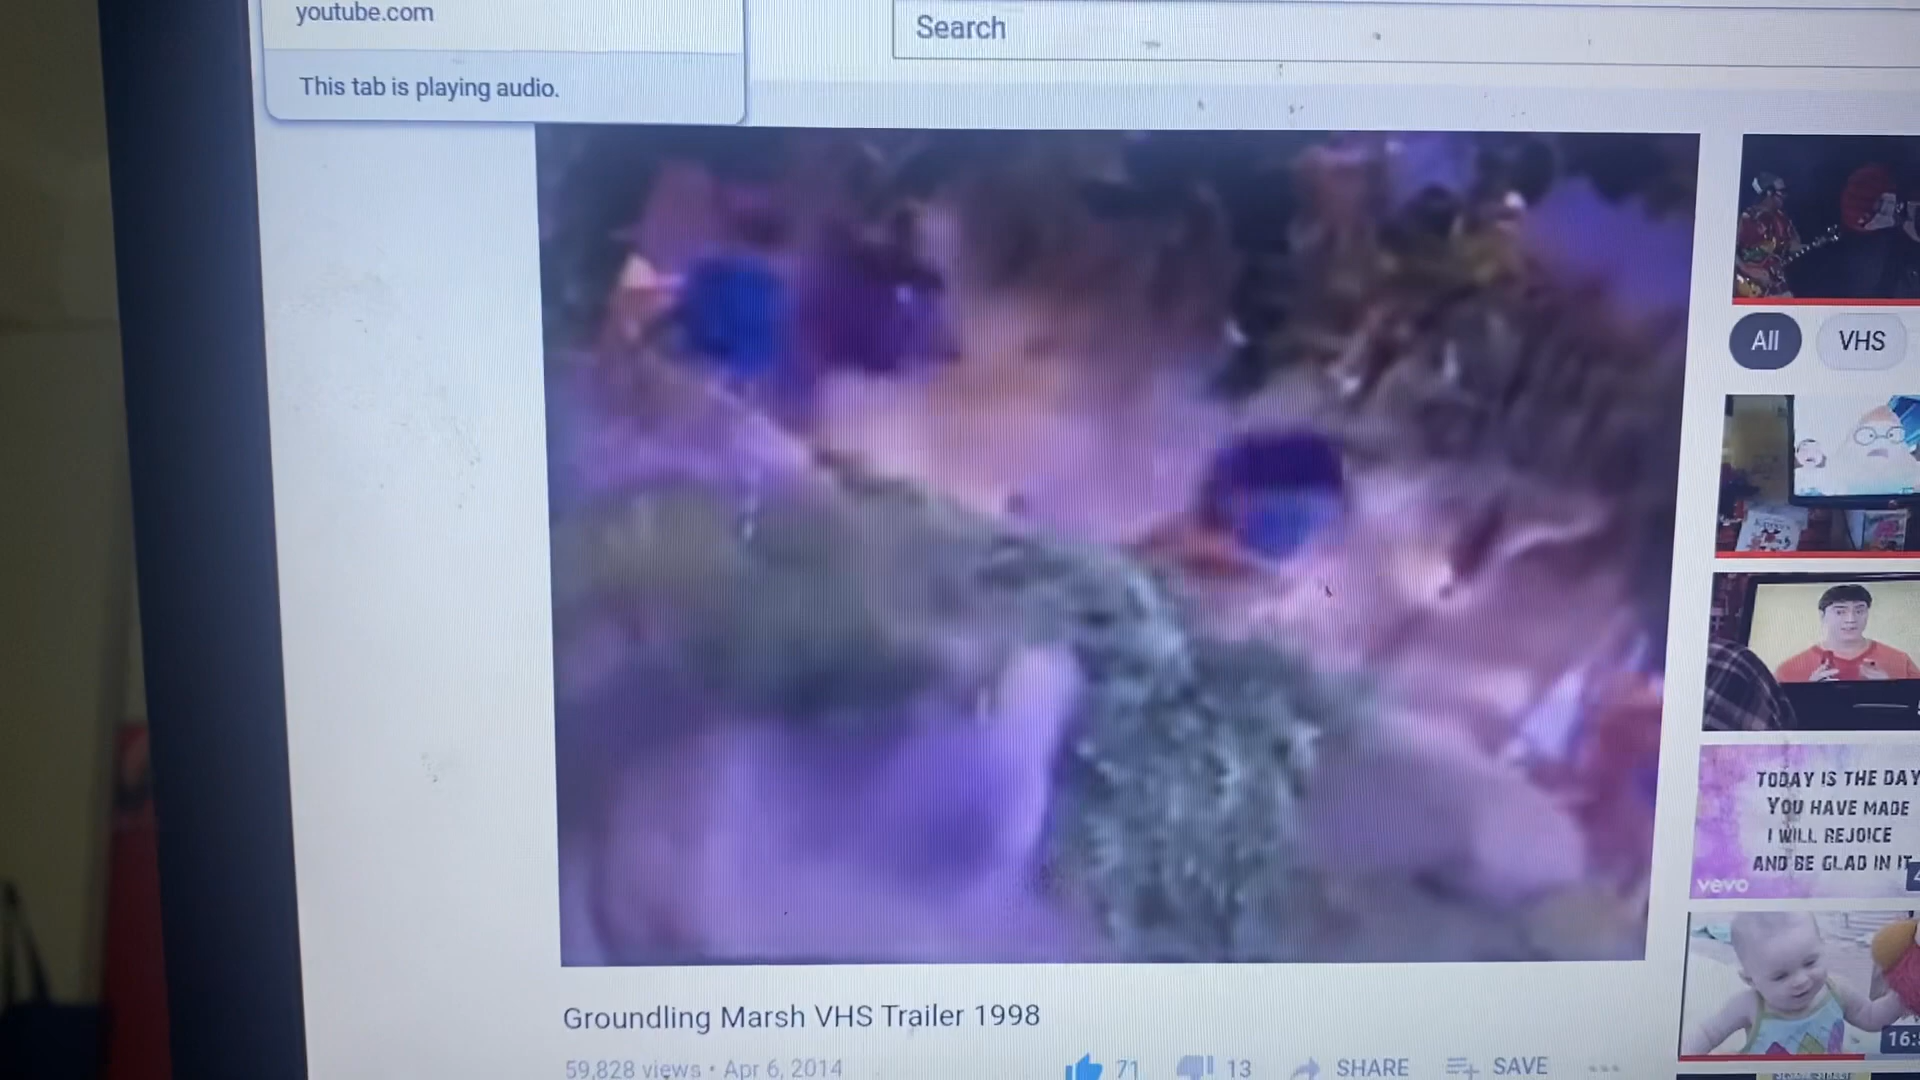 youtube.com
This tab is playing audio.
Search
All
VHS
TODAY IS THE DAY
YOU HAVE MADE
I WILL REJOICE
AND BE GLAD IN IT
vevo
16:
Groundling Marsh VHS Trailer 1998
59,828 views • Apr 6, 2014
71
13
SHARE
SAVE